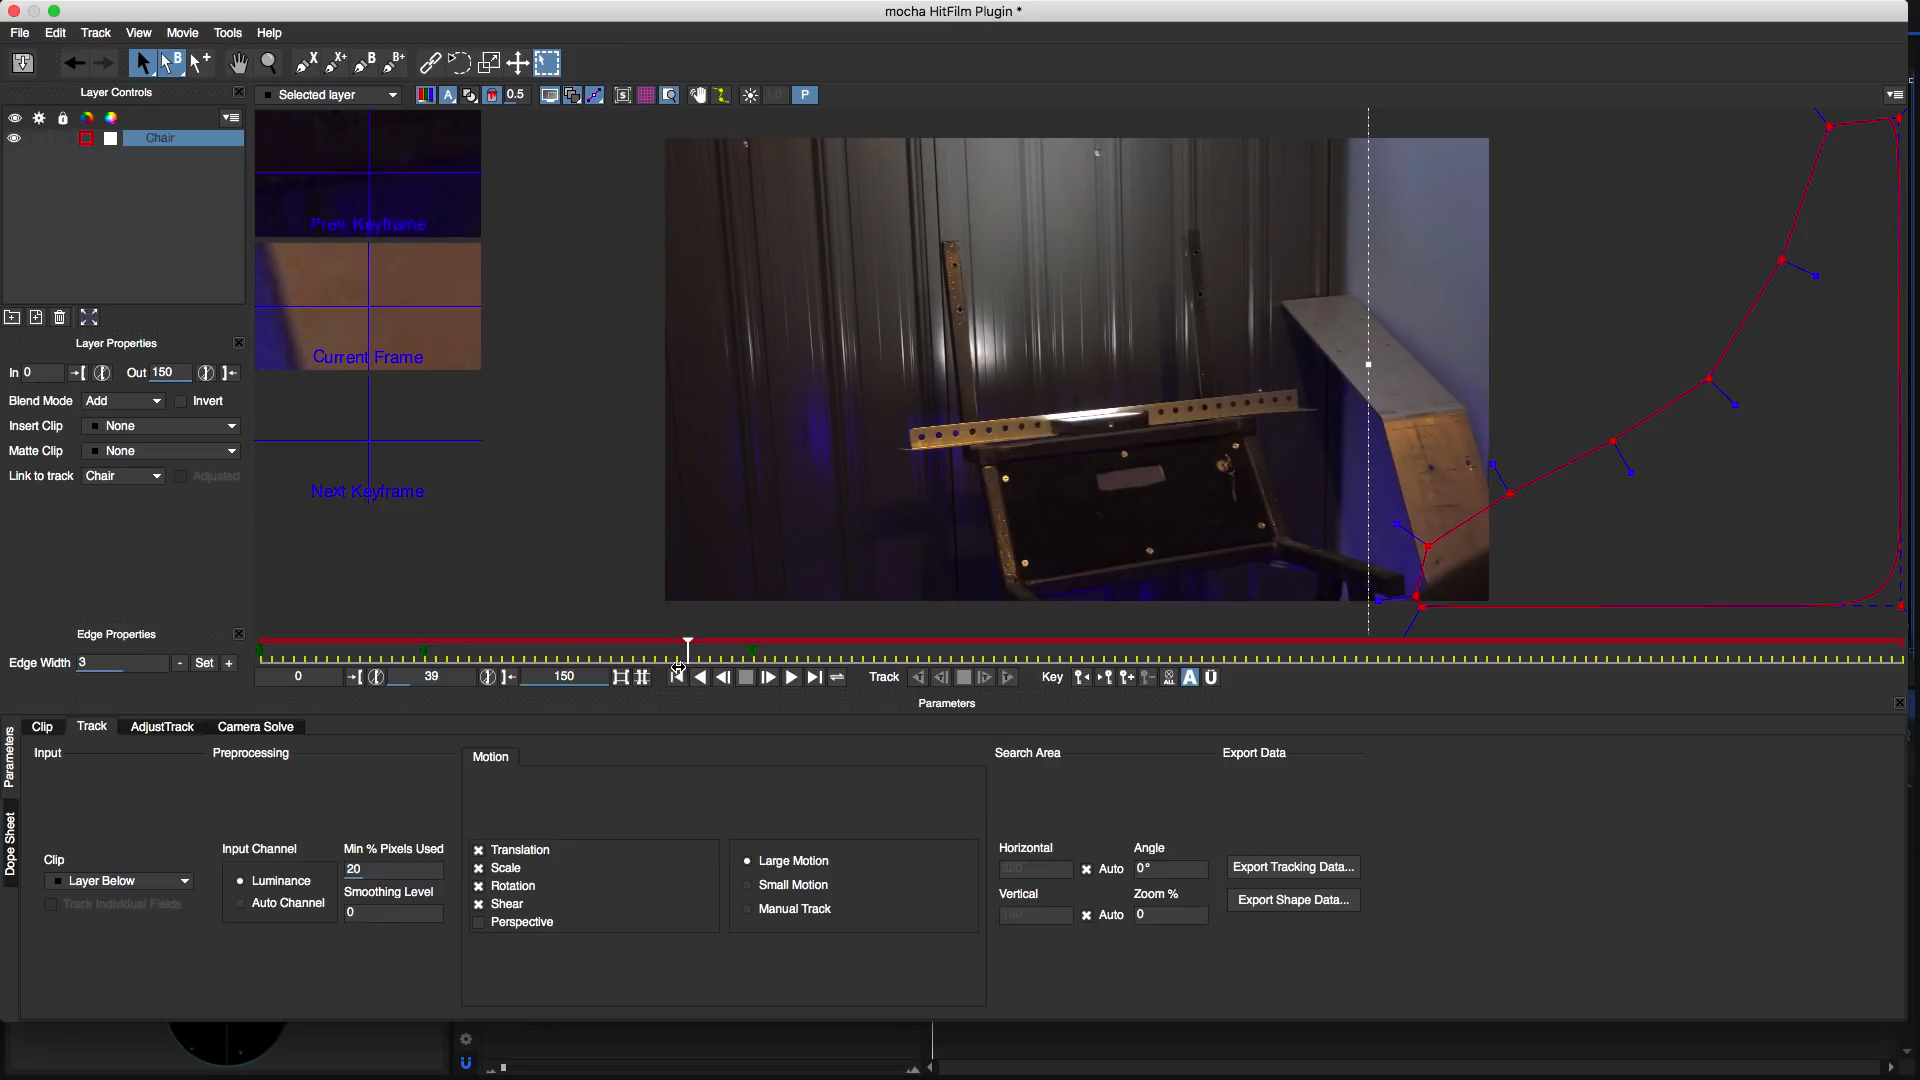 mocha HitFilm Plugin *
File Edit Track View Movie Tools Help
Layer Controls
Selected layer
A
0.5
P
Chair
Prev. Keyframe
Current Frame
Next Keyframe
Layer Properties
In 0 Out 150
Blend Mode Add Invert
Insert Clip None
Matte Clip None
Link to track Chair Adjusted
Edge Properties
Edge Width 3 - Set +
0 39 150 Track Key A
Parameters
Parameters
Dope Sheet
Clip Track AdjustTrack Camera Solve
Input
Clip
Layer Below
Track Individual Fields
Preprocessing
Input Channel
Luminance
Auto Channel
Min % Pixels Used
20
Smoothing Level
0
Motion
Translation
Scale
Rotation
Shear
Perspective
Large Motion
Small Motion
Manual Track
Search Area
Horizontal Angle
Auto 0°
Vertical Zoom %
Auto 0
Export Data
Export Tracking Data...
Export Shape Data...